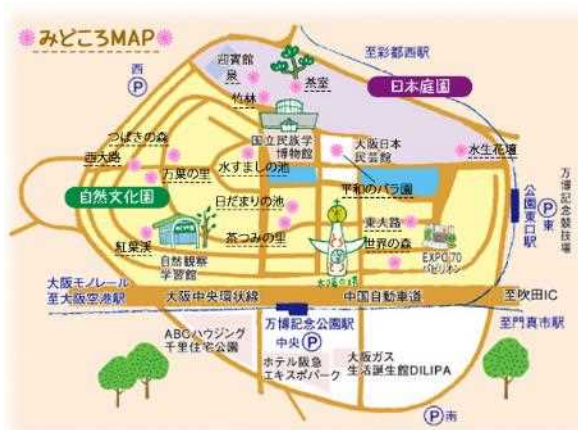 みどころMAP
至彩都西駅
西
P
迎賓館
泉
茶室
日本庭園
竹林
国立民族学
博物館
大阪日本
民芸館
水生花壇
つばきの森
西大路
万葉の里
水すましの池
平和のバラ園
自然文化園
日だまりの池
東大路
茶つみの里
世界の森
紅葉渓
自然観察
学習館
太陽の塔
EXPO'70
パビリオン
公園東口駅
P東
万博記念競技場
大阪モノレール
至大阪空港駅
大阪中央環状線
中国自動車道
至吹田IC
万博記念公園駅
至門真市駅
中央P
ABCハウジング
千里住宅公園
ホテル阪急
エキスポパーク
大阪ガス
生活誕生館DILIPA
P南